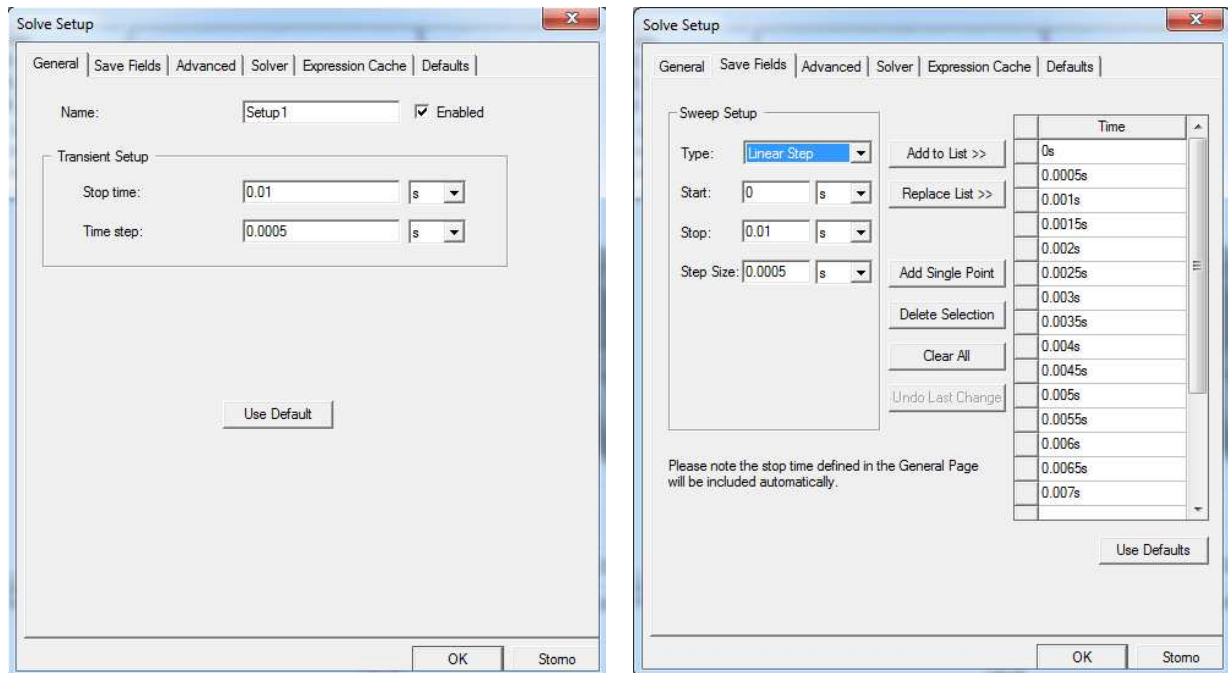 Solve Setup
General Save Fields Advanced Solver Expression Cache Defaults
Name: Setup1 Enabled
Transient Setup
Stop time: 0.01 s
Time step: 0.0005 s
Use Default
OK Storno
Solve Setup
General Save Fields Advanced Solver Expression Cache Defaults
Sweep Setup
Type: Linear Step
Start: 0 s
Stop: 0.01 s
Step Size: 0.0005 s
Add to List >>
Replace List >>
Add Single Point
Delete Selection
Clear All
Undo Last Change
Time
0s
0.0005s
0.001s
0.0015s
0.002s
0.0025s
0.003s
0.0035s
0.004s
0.0045s
0.005s
0.0055s
0.006s
0.0065s
0.007s
Please note the stop time defined in the General Page
will be included automatically.
Use Defaults
OK Storno